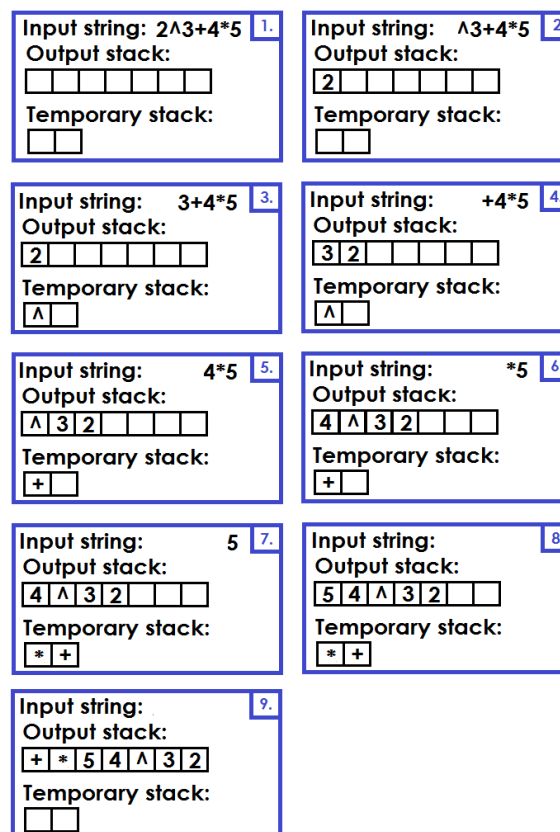 Input string: 2^3+4*5 1.
Output stack:
Temporary stack:
Input string: ^3+4*5 2
Output stack:
2
Temporary stack:
Input string: 3+4*5 3.
Output stack:
2
Temporary stack:
^
Input string: +4*5 4
Output stack:
3 2
Temporary stack:
^
Input string: 4*5 5.
Output stack:
^ 3 2
Temporary stack:
+
Input string: *5 6
Output stack:
4 ^ 3 2
Temporary stack:
+
Input string: 5 7.
Output stack:
4 ^ 3 2
Temporary stack:
* +
Input string: 8
Output stack:
5 4 ^ 3 2
Temporary stack:
* +
Input string: 9.
Output stack:
+ * 5 4 ^ 3 2
Temporary stack: